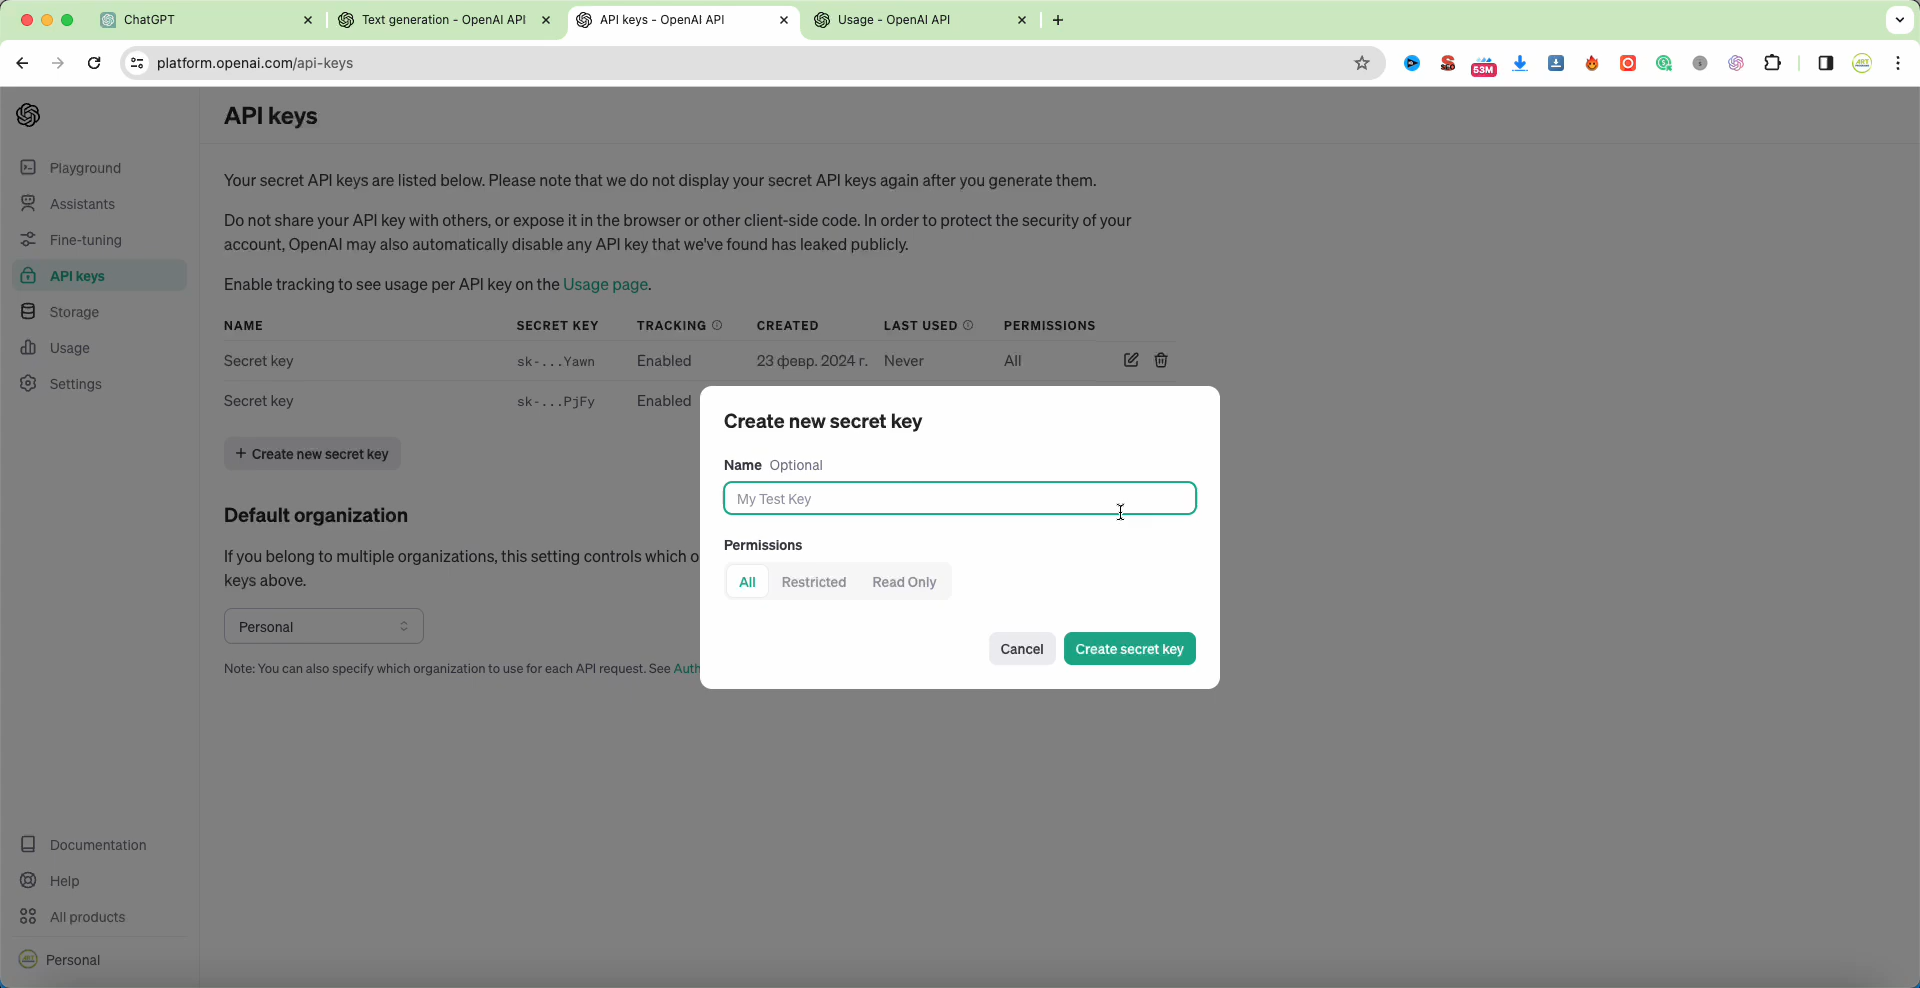 ChatGPT
Text generation - OpenAI API
API keys - OpenAI API
Usage - OpenAI API
platform.openai.com/api-keys
SEO
53M
API keys
Playground
Assistants
Fine-tuning
API keys
Storage
Usage
Settings
Your secret API keys are listed below. Please note that we do not display your secret API keys again after you generate them.
Do not share your API key with others, or expose it in the browser or other client-side code. In order to protect the security of your
account, OpenAI may also automatically disable any API key that we've found has leaked publicly.
Enable tracking to see usage per API key on the Usage page.
NAME SECRET KEY TRACKING CREATED LAST USED PERMISSIONS
Secret key sk-...Yawn Enabled 23 февр. 2024 г. Never All
Secret key sk-...PjFy Enabled
+ Create new secret key
Default organization
If you belong to multiple organizations, this setting controls which o
keys above.
Personal
Note: You can also specify which organization to use for each API request. See Auth
Create new secret key
Name Optional
My Test Key
Permissions
All Restricted Read Only
Cancel Create secret key
Documentation
Help
All products
Personal